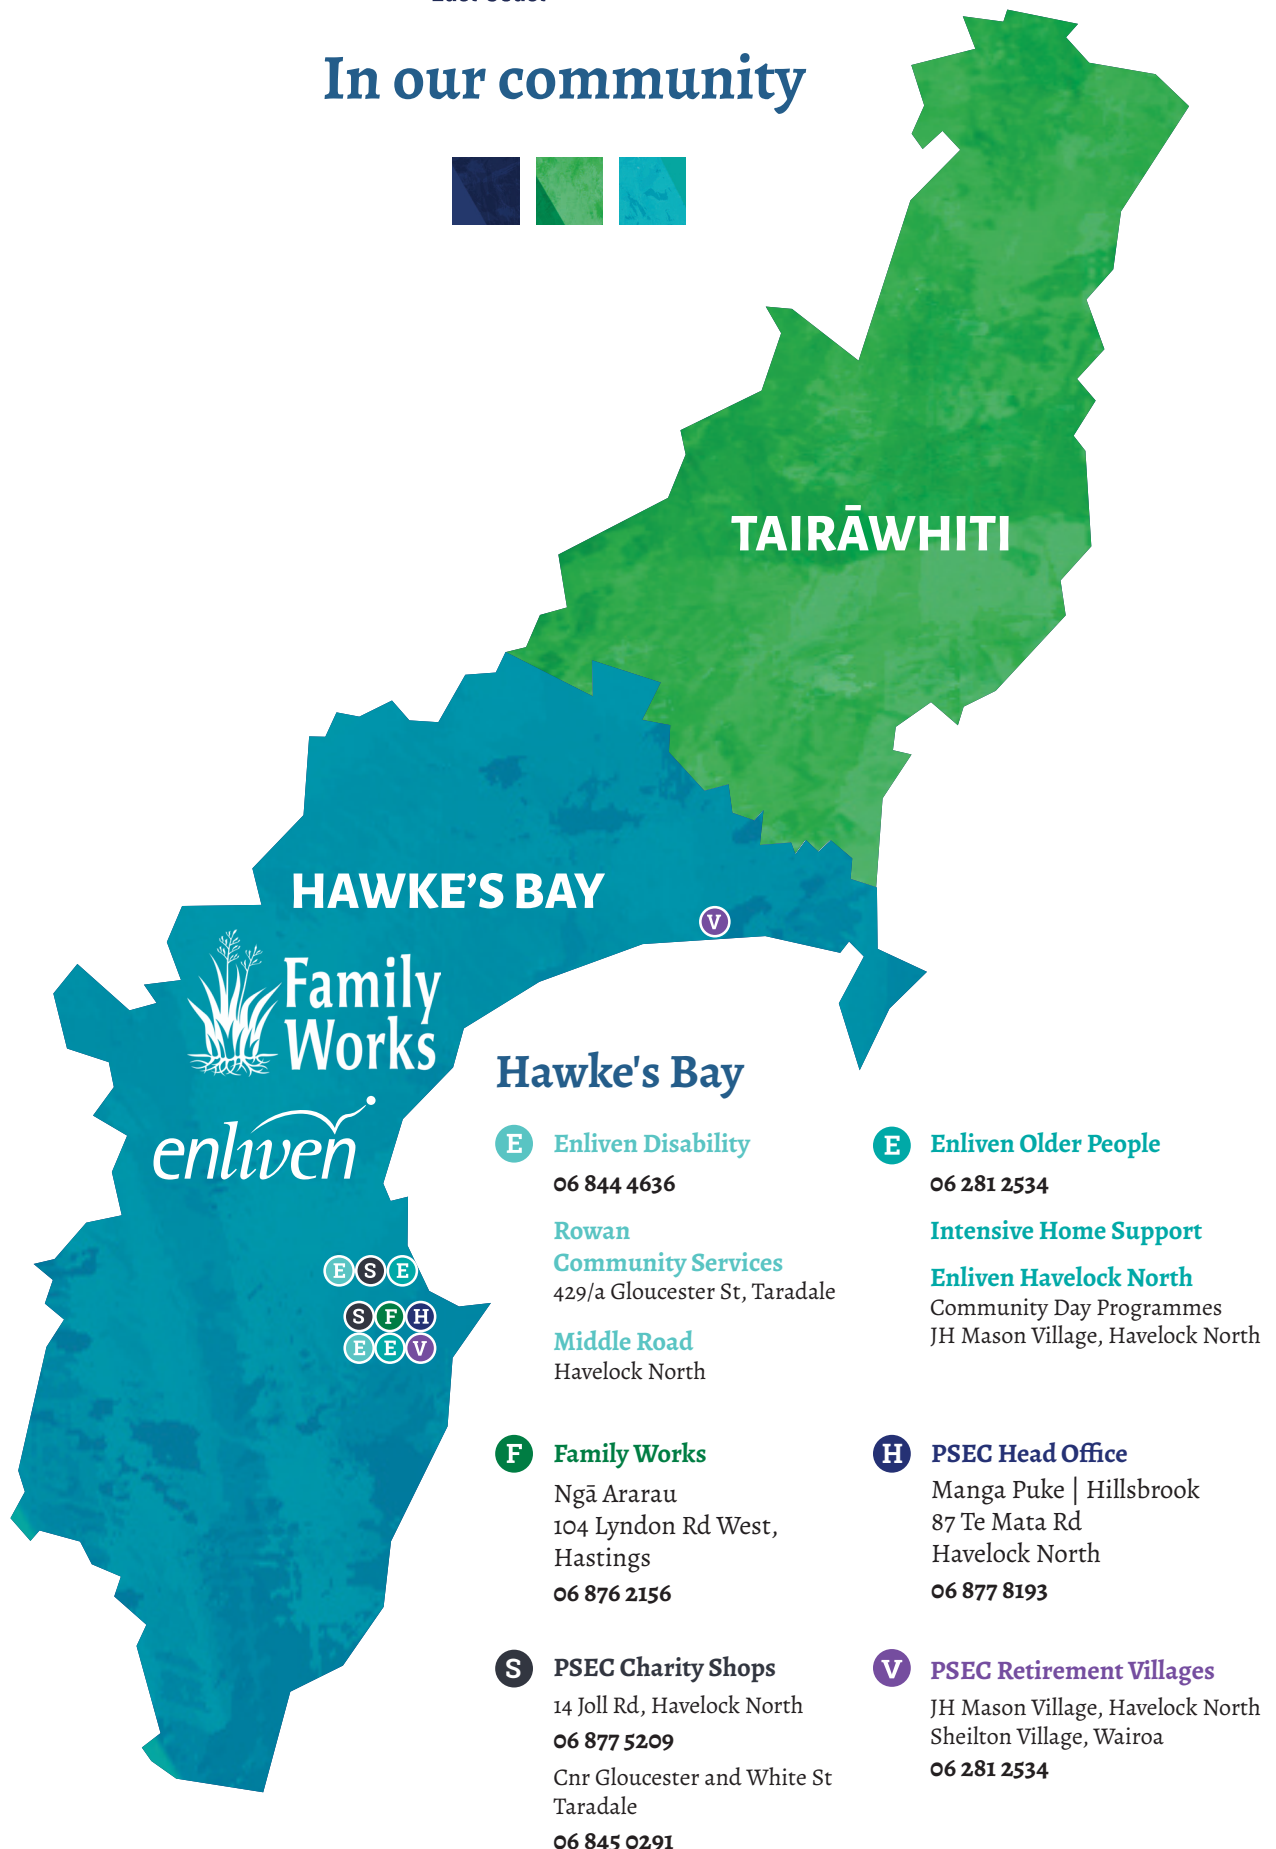 In our community
TAIRĀWHITI
HAWKE’S BAY
V
Family
Works
enliven
E S E
S F H
E E V
Hawke's Bay
E Enliven Disability
06 844 4636
Rowan
Community Services
429/a Gloucester St, Taradale
Middle Road
Havelock North
E Enliven Older People
06 281 2534
Intensive Home Support
Enliven Havelock North
Community Day Programmes
JH Mason Village, Havelock North
F Family Works
Ngā Ararau
104 Lyndon Rd West,
Hastings
06 876 2156
H PSEC Head Office
Manga Puke | Hillsbrook
87 Te Mata Rd
Havelock North
06 877 8193
S PSEC Charity Shops
14 Joll Rd, Havelock North
06 877 5209
Cnr Gloucester and White St
Taradale
06 845 0291
V PSEC Retirement Villages
JH Mason Village, Havelock North
Sheilton Village, Wairoa
06 281 2534